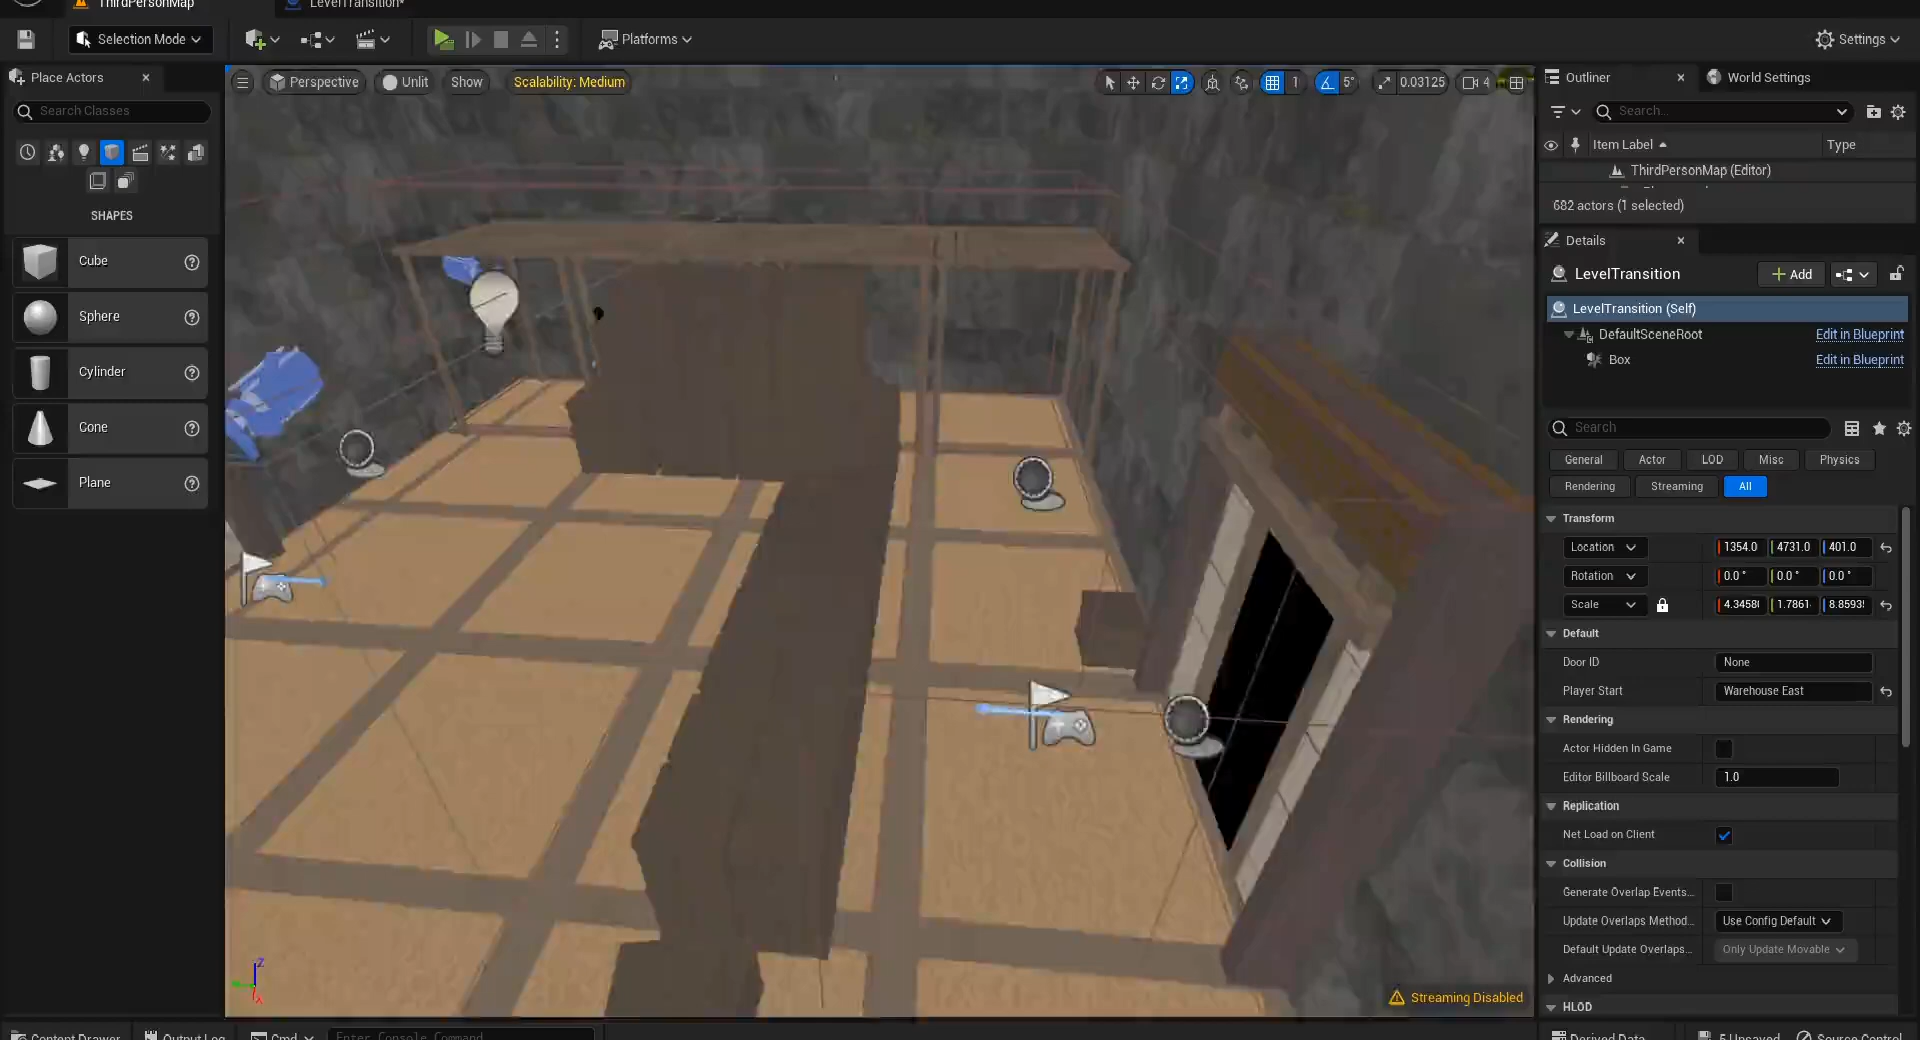 ThirdPersonMap
LevelTransition*
Selection Mode
Platforms
Settings
Place Actors
Search Classes
SHAPES
Cube
Sphere
Cylinder
Cone
Plane
Perspective
Unlit
Show
Scalability: Medium
1
5°
0.03125
4
Z
X
Streaming Disabled
Outliner
World Settings
Search...
Item Label
Type
ThirdPersonMap (Editor)
682 actors (1 selected)
Details
LevelTransition
Add
LevelTransition (Self)
DefaultSceneRoot
Edit in Blueprint
Box
Edit in Blueprint
Search
General
Actor
LOD
Misc
Physics
Rendering
Streaming
All
Transform
Location
1354.0
4731.0
401.0
Rotation
0.0 °
0.0 °
0.0 °
Scale
4.3458
1.7861
8.8593
Default
Door ID
None
Player Start
Warehouse East
Rendering
Actor Hidden In Game
Editor Billboard Scale
1.0
Replication
Net Load on Client
Collision
Generate Overlap Events...
Update Overlaps Method...
Use Config Default
Default Update Overlaps...
Only Update Movable
Advanced
HLOD
Content Drawer
Output Log
Cmd
Enter Console Command
Derived Data
5 Unsaved
Source Control